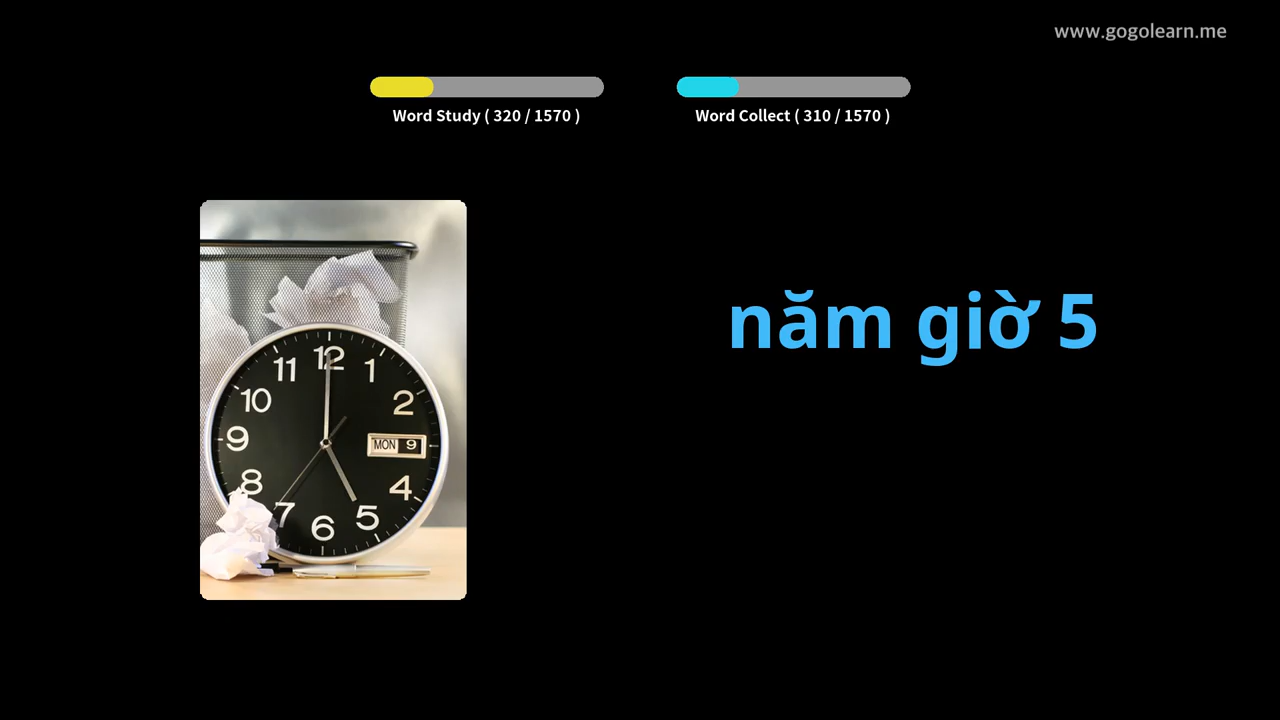 www.gogolearn.me
Word Study ( 320 / 1570 )
Word Collect ( 310 / 1570 )
năm giờ 5
12
11
1
10
2
9
MON 9
8
4
7
5
6